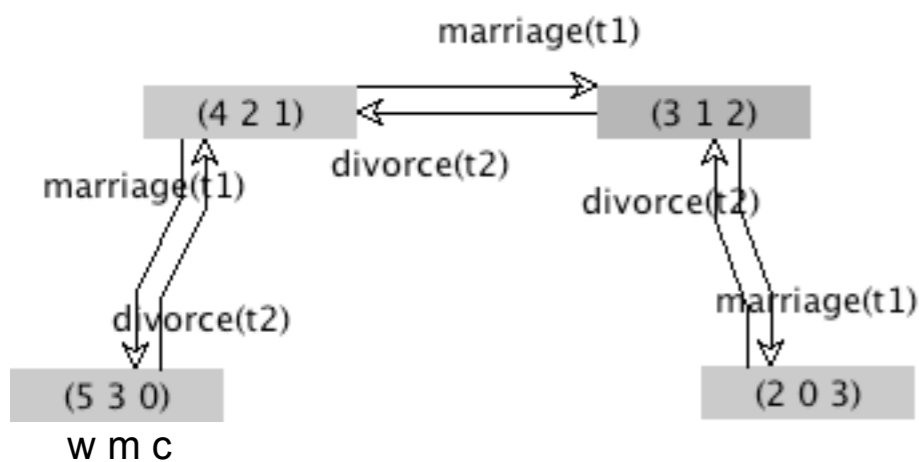 marriage(t1)
(4 2 1)
(3 1 2)
divorce(t2)
marriage(t1)
divorce(t2)
divorce(t2)
marriage(t1)
(5 3 0)
(2 0 3)
w m c